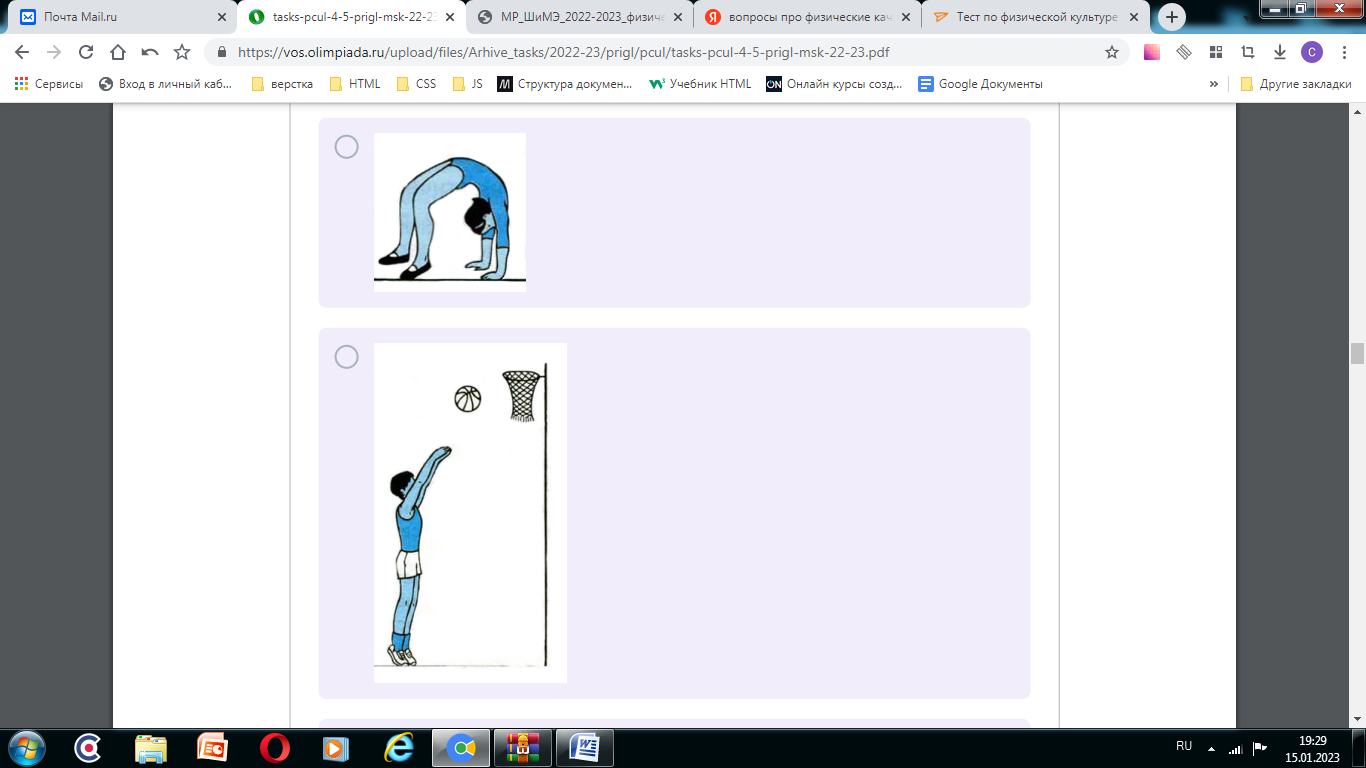 Почта Mail.ru
tasks-pcul-4-5-prigl-msk-22-23
МР_ШиМЭ_2022-2023_физиче
вопросы про физические кач
Тест по физической культуре
https://vos.olimpiada.ru/upload/files/Arhive_tasks/2022-23/prigl/pcul/tasks-pcul-4-5-prigl-msk-22-23.pdf
С
Сервисы
Вход в личный каб...
верстка
HTML
CSS
JS
Структура докумен...
Учебник HTML
Онлайн курсы созд...
Google Документы
»
Другие закладки
RU
19:29
15.01.2023